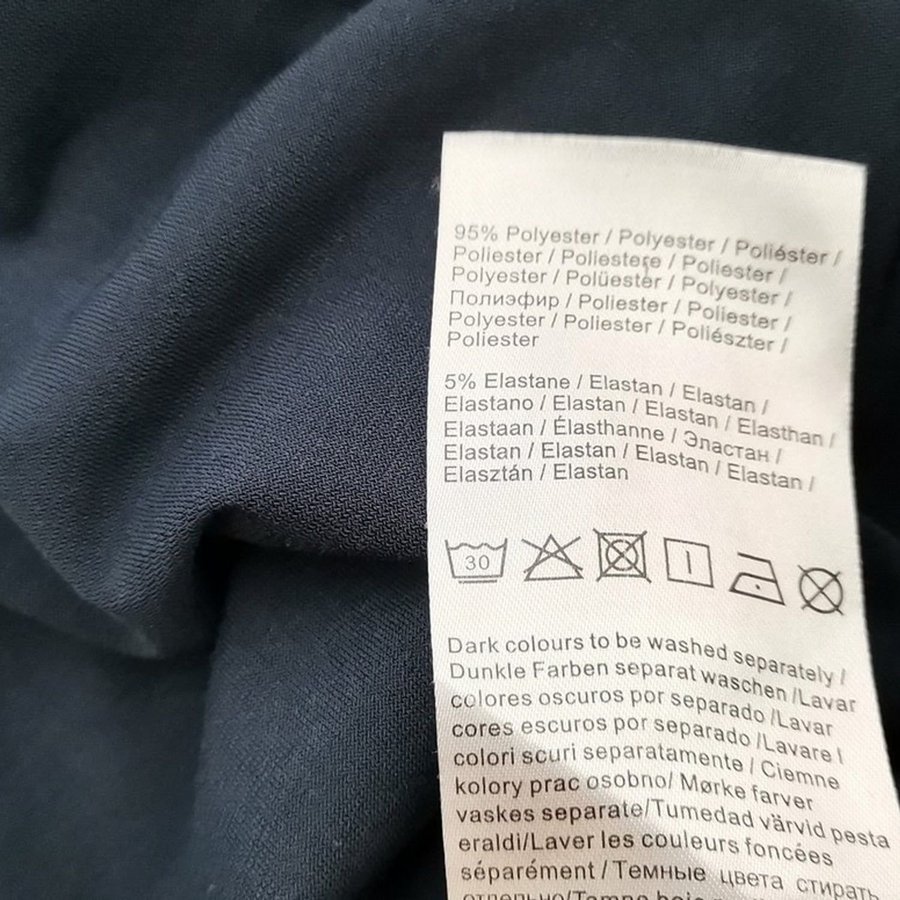 95% Polyester / Polyester / Poliéster /
Poliester / Poliestere / Poliester /
Polyester / Polüester / Polyester /
Полиэфир / Poliester / Poliester /
Polyester / Poliester / Poliészter /
Poliester
5% Elastane / Elastan / Elastan /
Elastano / Elastan / Elastan / Elasthan /
Elastaan / Élasthanne / Эластан /
Elastan / Elastan / Elastan / Elastan /
Elasztán / Elastan
30
Dark colours to be washed separately /
Dunkle Farben separat waschen /Lavar
colores oscuros por separado /Lavar
cores escuros por separado /Lavare I
colori scuri separatamente / Ciemne
kolory prac osobno/ Mørke farver
vaskes separate/Tumedad värvid pesta
eraldi/Laver les couleurs foncées
séparément / Темные цвета стирать